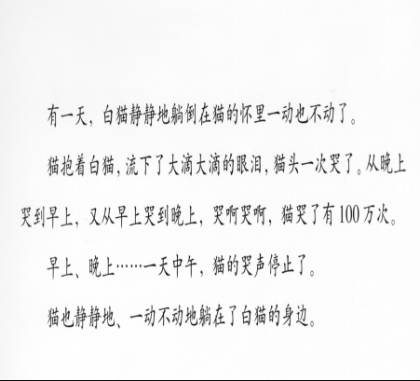 有一天，白猫静静地躺倒在猫的怀里一动也不动了。
猫抱着白猫，流下了大滴大滴的眼泪，猫头一次哭了。从晚上
哭到早上，又从早上哭到晚上，哭啊哭啊，猫哭了有100万次。
早上、晚上……一天中午，猫的哭声停止了。
猫也静静地、一动不动地躺在了白猫的身边。